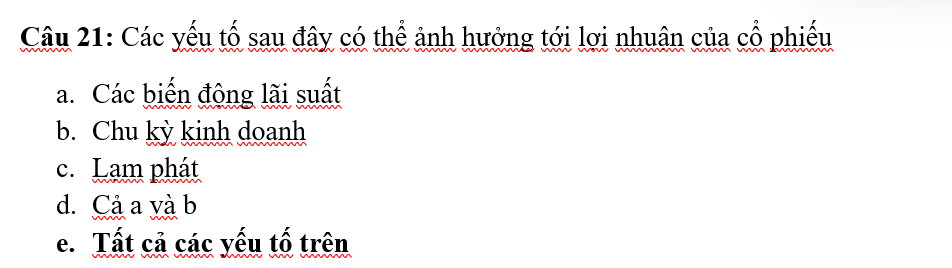 Câu 21: Các yếu tố sau đây có thể ảnh hưởng tới lợi nhuận của cổ phiếu
a. Các biến động lãi suất
b. Chu kỳ kinh doanh
c. Lạm phát
d. Cả a và b
e. Tất cả các yếu tố trên